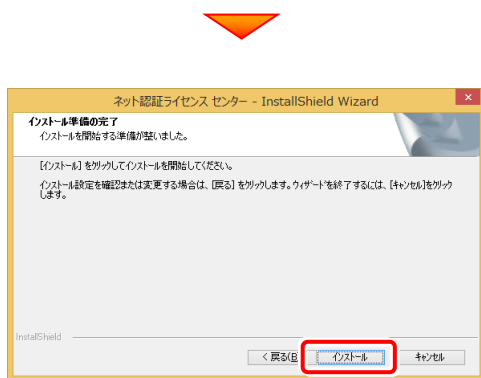 ネット認証ライセンス センター - InstallShield Wizard
インストール準備の完了
インストールを開始する準備が整いました。
[インストール] をクリックしてインストールを開始してください。
インストール設定を確認または変更する場合は、[戻る] をクリックします。ウィザードを終了するには、[キャンセル]をクリック
します。
InstallShield
< 戻る(B
インストール
キャンセル